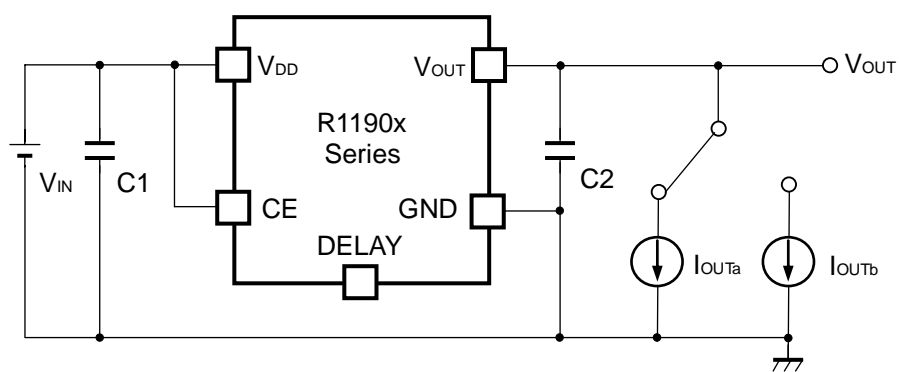 VDD
VOUT
VOUT
R1190x
Series
VIN
C1
C2
CE
GND
DELAY
IOUTa
IOUTb